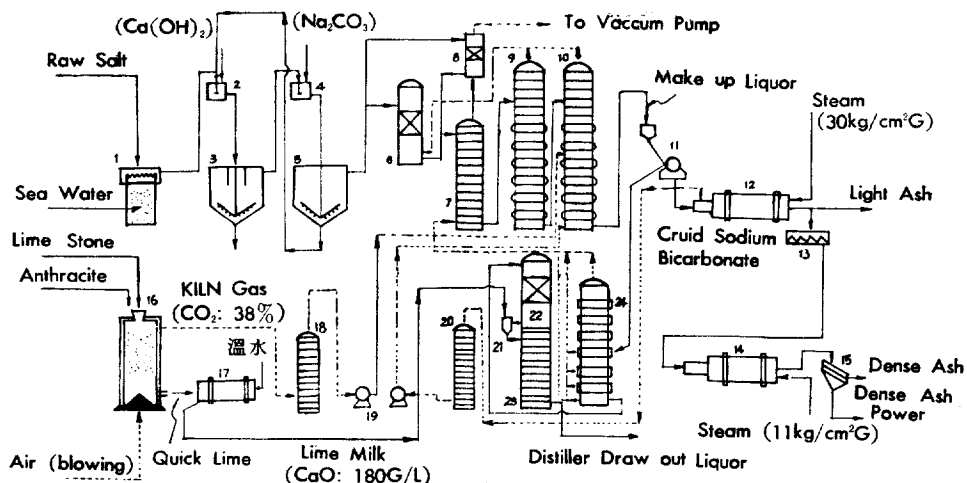 (Ca(OH)₂)
(Na₂CO₃)
To Vaccum Pump
Raw Salt
Make up Liquor
Steam
(30kg/cm²G)
1
2
3
4
5
6
7
8
9
10
11
12
13
Sea Water
Light Ash
Cruid Sodium
Bicarbonate
Lime Stone
Anthracite
KILN Gas
(CO₂: 38%)
溫水
16
17
18
19
20
21
22
23
24
14
15
Dense Ash
Dense Ash
Power
Steam (11kg/cm²G)
Air (blowing)
Quick Lime
Lime Milk
(CaO: 180G/L)
Distiller Draw out Liquor